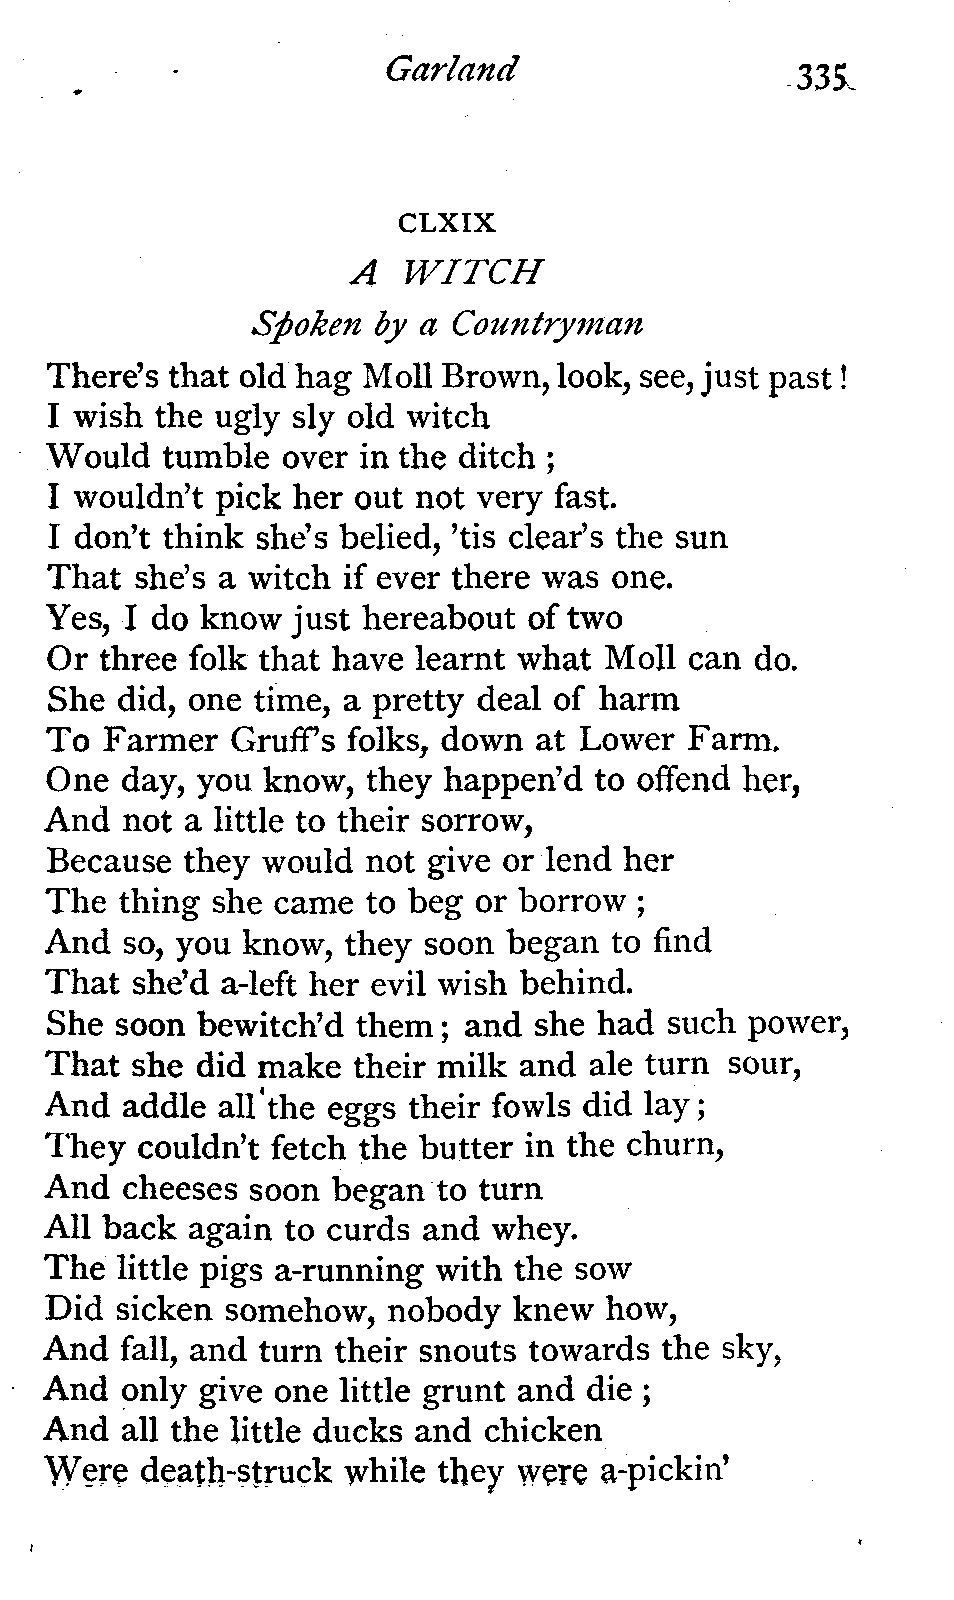 Garland 335
CLXIX
A WITCH
Spoken by a Countryman
There's that old hag Moll Brown, look, see, just past !
I wish the ugly sly old witch
Would tumble over in the ditch ;
I wouldn't pick her out not very fast.
I don't think she's belied, 'tis clear's the sun
That she's a witch if ever there was one.
Yes, I do know just hereabout of two
Or three folk that have learnt what Moll can do.
She did, one time, a pretty deal of harm
To Farmer Gruff's folks, down at Lower Farm.
One day, you know, they happen'd to offend her,
And not a little to their sorrow,
Because they would not give or lend her
The thing she came to beg or borrow ;
And so, you know, they soon began to find
That she'd a-left her evil wish behind.
She soon bewitch'd them ; and she had such power,
That she did make their milk and ale turn sour,
And addle all the eggs their fowls did lay ;
They couldn't fetch the butter in the churn,
And cheeses soon began to turn
All back again to curds and whey.
The little pigs a-running with the sow
Did sicken somehow, nobody knew how,
And fall, and turn their snouts towards the sky,
And only give one little grunt and die ;
And all the little ducks and chicken
Were death-struck while they were a-pickin'